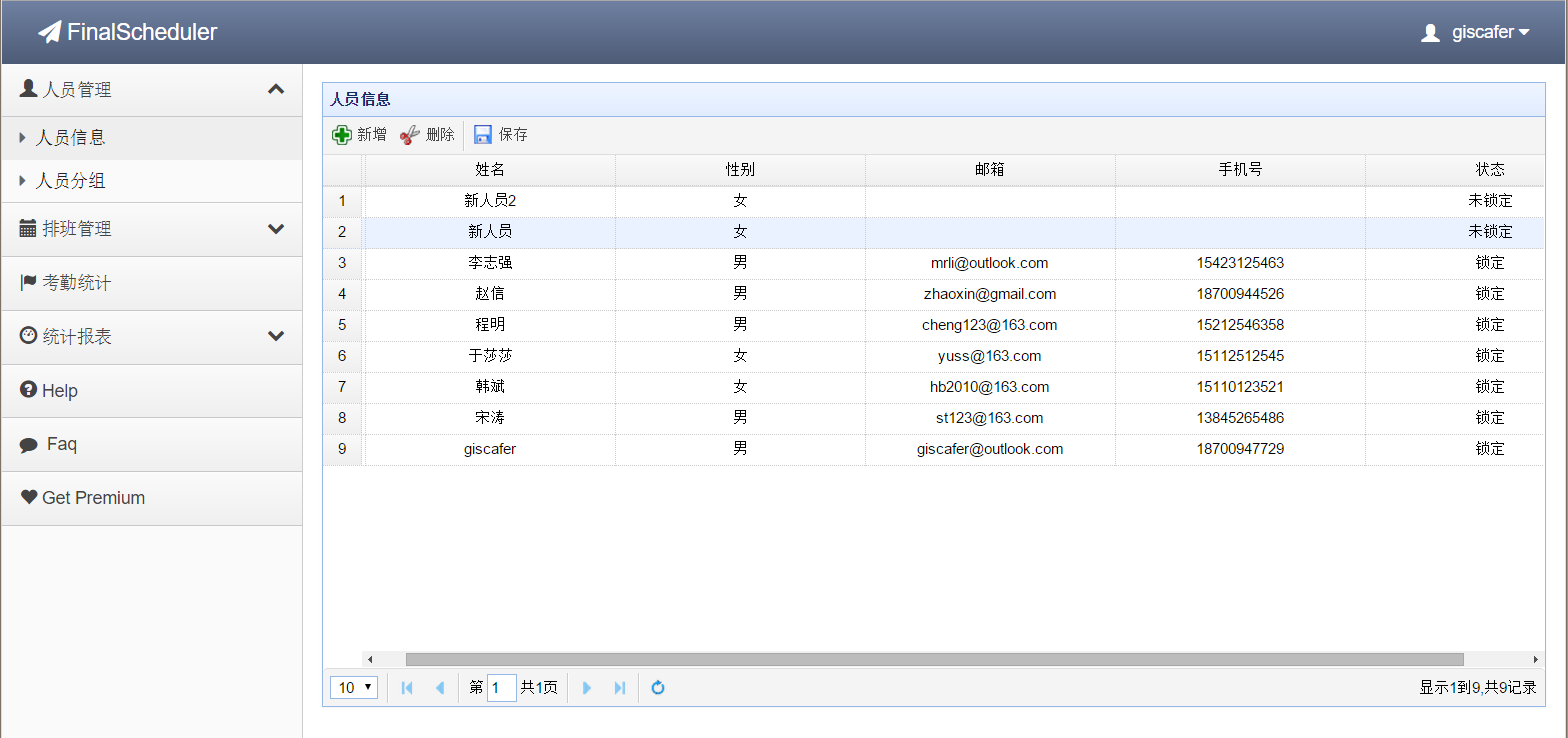 FinalScheduler
giscafer
人员管理
人员信息
人员分组
排班管理
考勤统计
统计报表
Help
Faq
Get Premium
人员信息
新增 删除 保存
姓名 性别 邮箱 手机号 状态
1 新人员2 女 未锁定
2 新人员 女 未锁定
3 李志强 男 mrli@outlook.com 15423125463 锁定
4 赵信 男 zhaoxin@gmail.com 18700944526 锁定
5 程明 男 cheng123@163.com 15212546358 锁定
6 于莎莎 女 yuss@163.com 15112512545 锁定
7 韩斌 女 hb2010@163.com 15110123521 锁定
8 宋涛 男 st123@163.com 13845265486 锁定
9 giscafer 男 giscafer@outlook.com 18700947729 锁定
10 第 1 共1页 显示1到9,共9记录